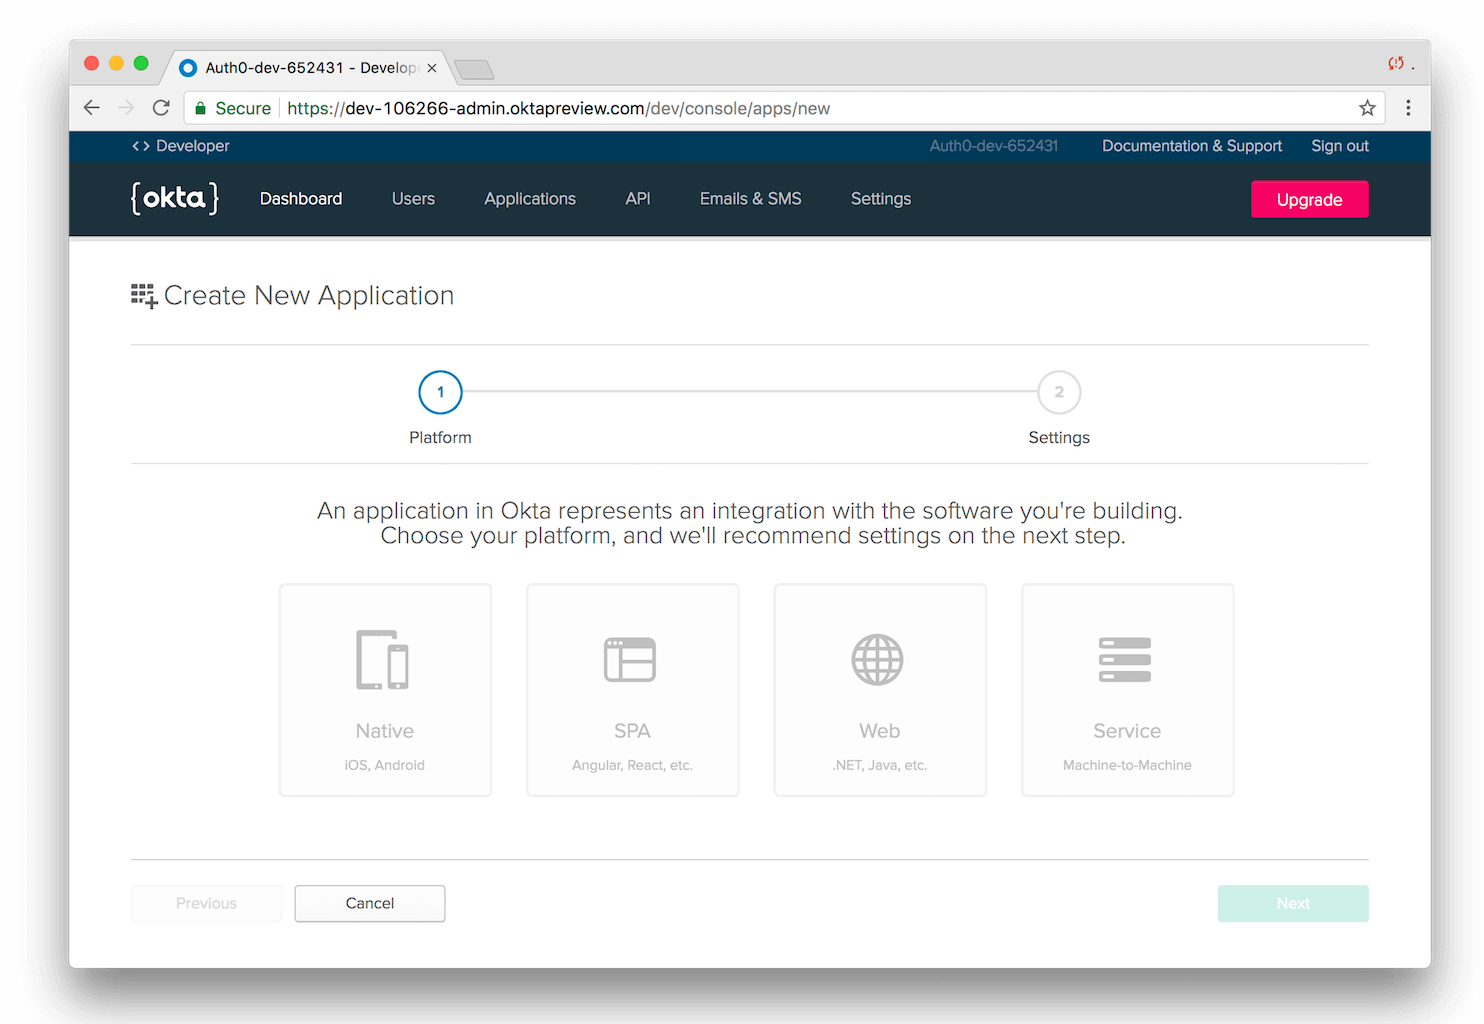 Auth0-dev-652431 - Develop
Secure https://dev-106266-admin.oktapreview.com/dev/console/apps/new
<> Developer Auth0-dev-652431 Documentation & Support Sign out
{okta} Dashboard Users Applications API Emails & SMS Settings Upgrade
Create New Application
1 2
Platform Settings
An application in Okta represents an integration with the software you're building.
Choose your platform, and we'll recommend settings on the next step.
Native SPA Web Service
iOS, Android Angular, React, etc. .NET, Java, etc. Machine-to-Machine
Previous Cancel Next